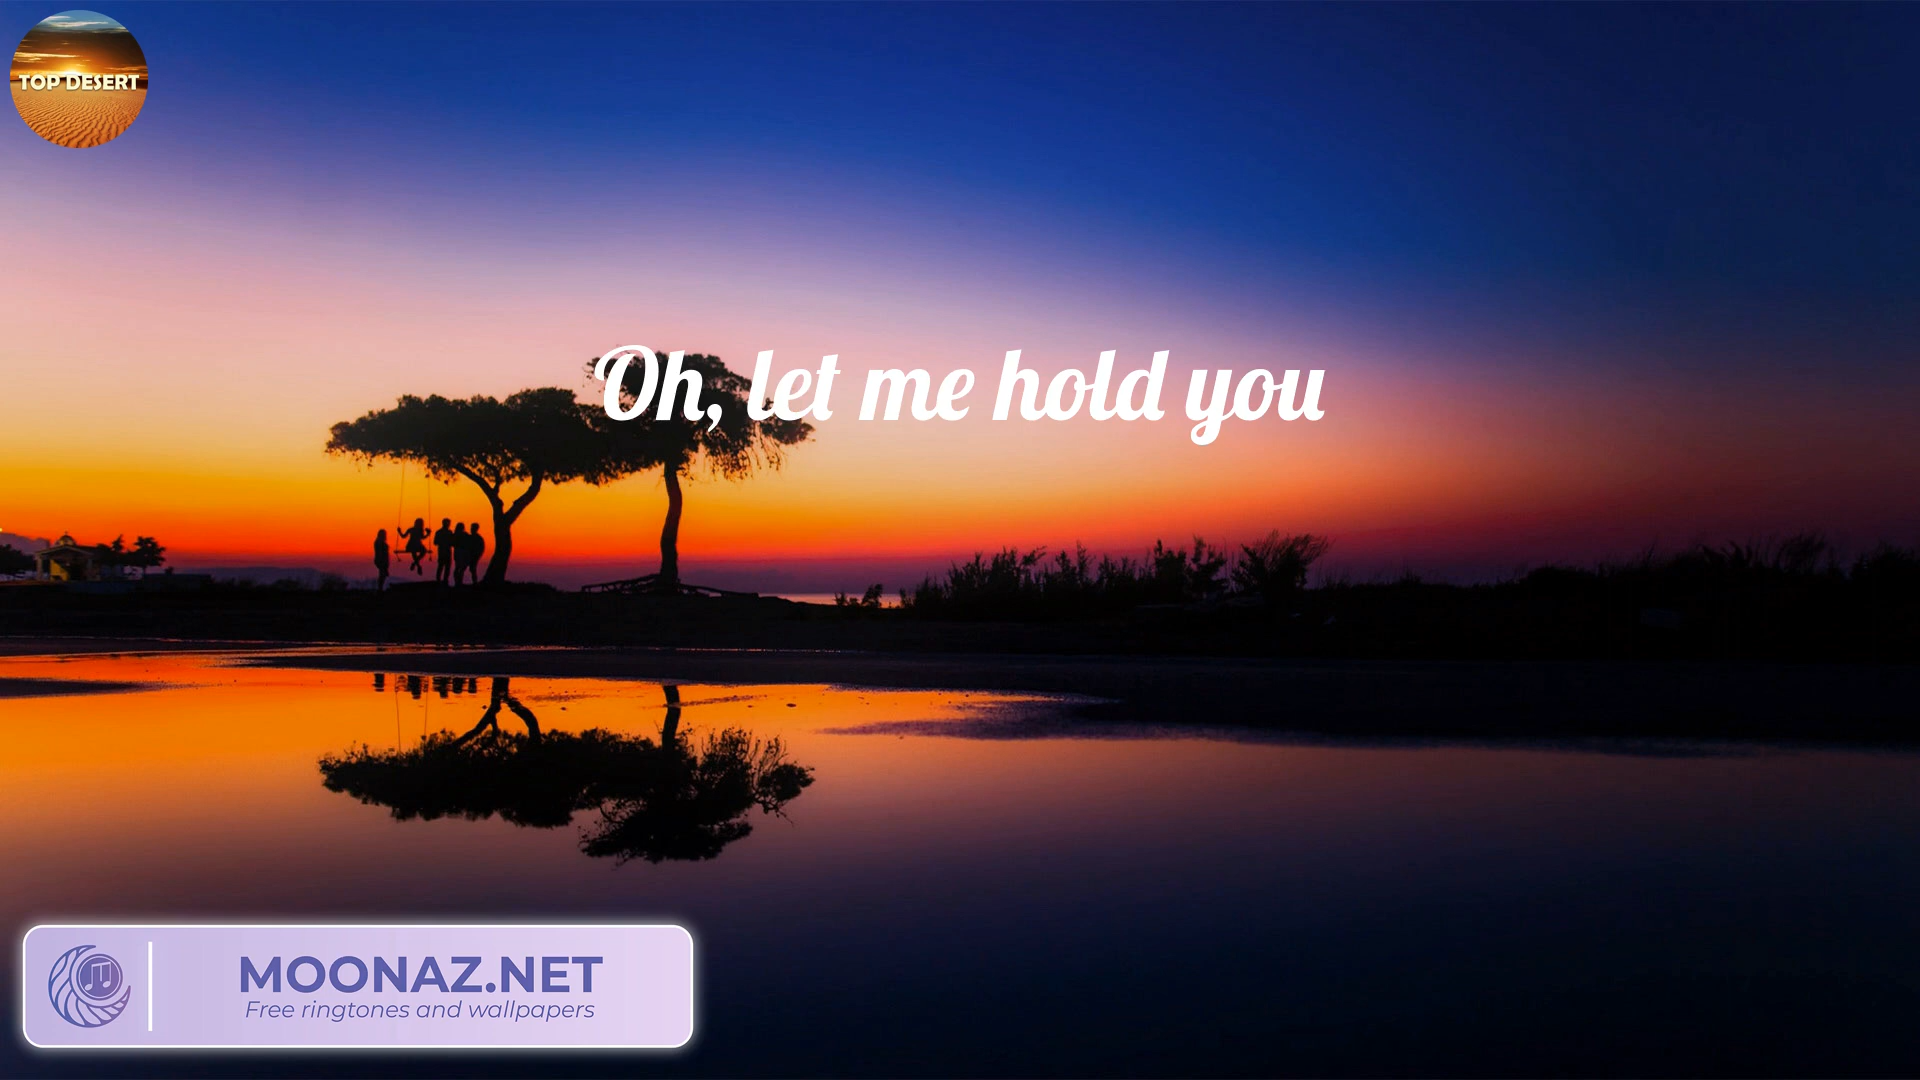 TOP DESERT
Oh, let me hold you
MOONAZ.NET
Free ringtones and wallpapers